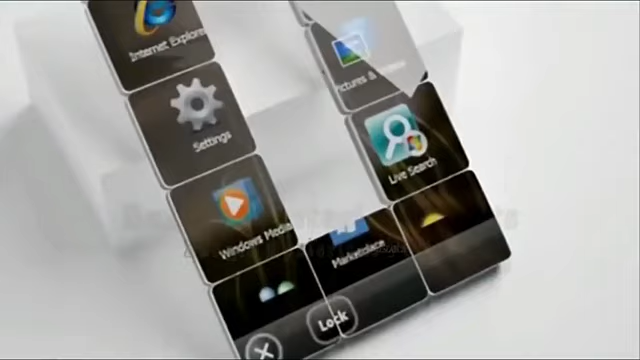 Internet Explore
Pictures &
Settings
Live Search
Windows Media
Marketplace
Lock